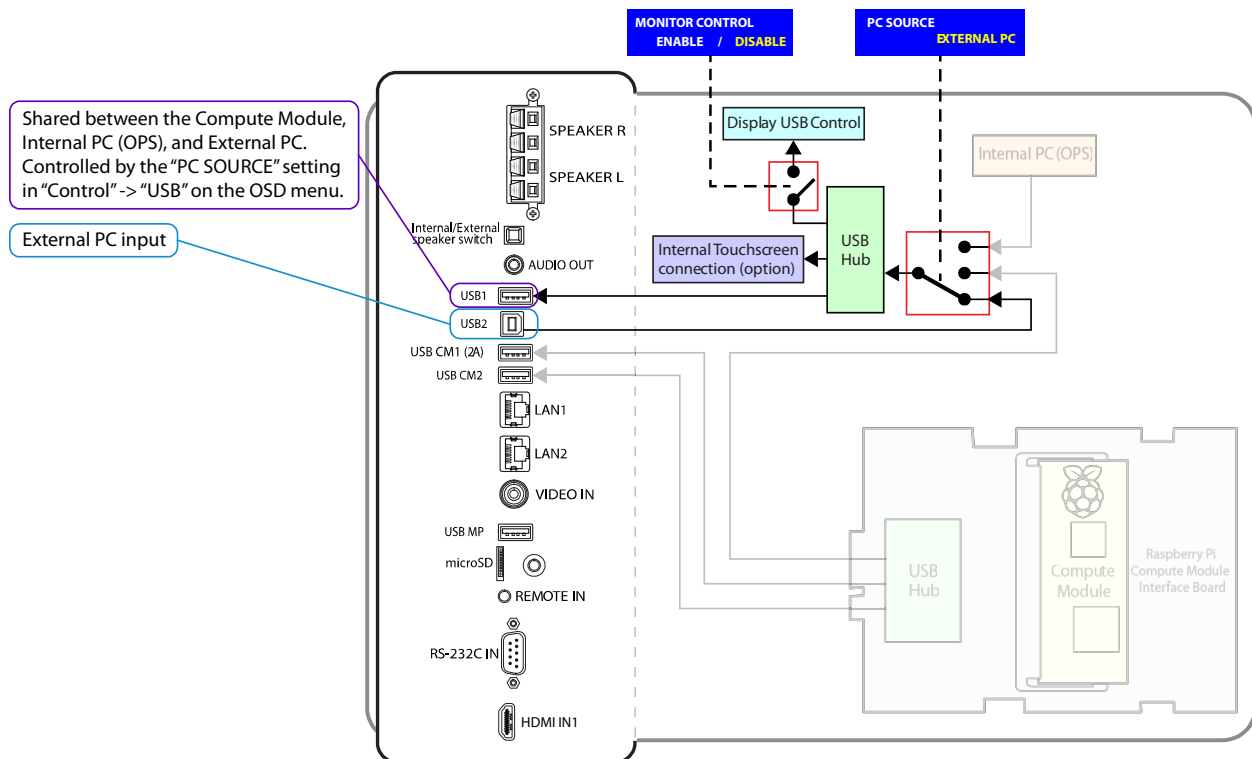 MONITOR CONTROL
ENABLE / DISABLE
PC SOURCE
EXTERNAL PC
Shared between the Compute Module,
Internal PC (OPS), and External PC.
Controlled by the “PC SOURCE” setting
in “Control” -> “USB” on the OSD menu.
External PC input
SPEAKER R
SPEAKER L
Internal/External
speaker switch
AUDIO OUT
USB1
USB2
USB CM1 (2A)
USB CM2
LAN1
LAN2
VIDEO IN
USB MP
microSD
REMOTE IN
RS-232C IN
HDMI IN1
Display USB Control
Internal PC (OPS)
USB
Hub
Internal Touchscreen
connection (option)
USB
Hub
Compute
Module
Raspberry Pi
Compute Module
Interface Board